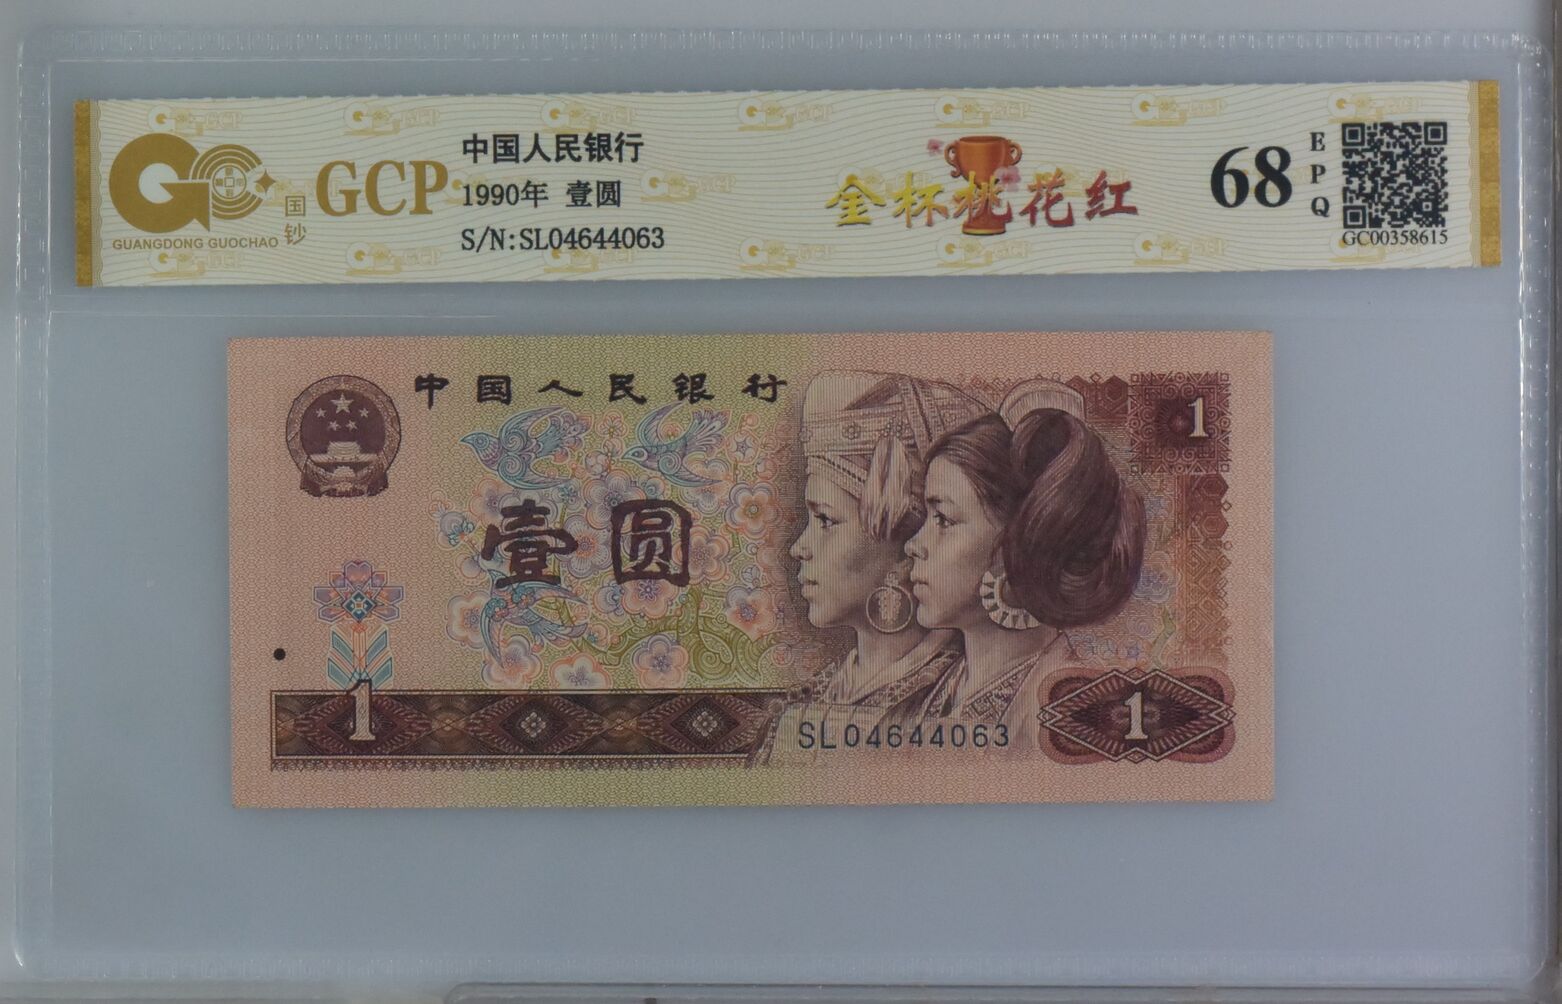 GUANGDONG GUOCHAO
国钞
GCP
中国人民银行
1990年 壹圆
S/N:SL04644063
金杯桃花红
68
EPQ
GC00358615
中国人民银行
1
壹圆
1
SL04644063
1